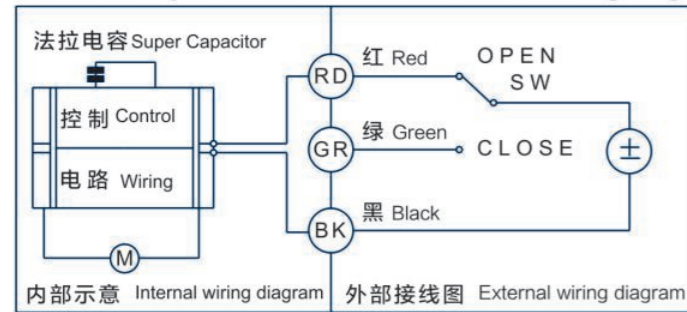 法拉电容 Super Capacitor
控制 Control
电路 Wiring
M
内部示意 Internal wiring diagram
RD
红 Red
OPEN
SW
GR
绿 Green
CLOSE
±
BK
黑 Black
外部接线图 External wiring diagram